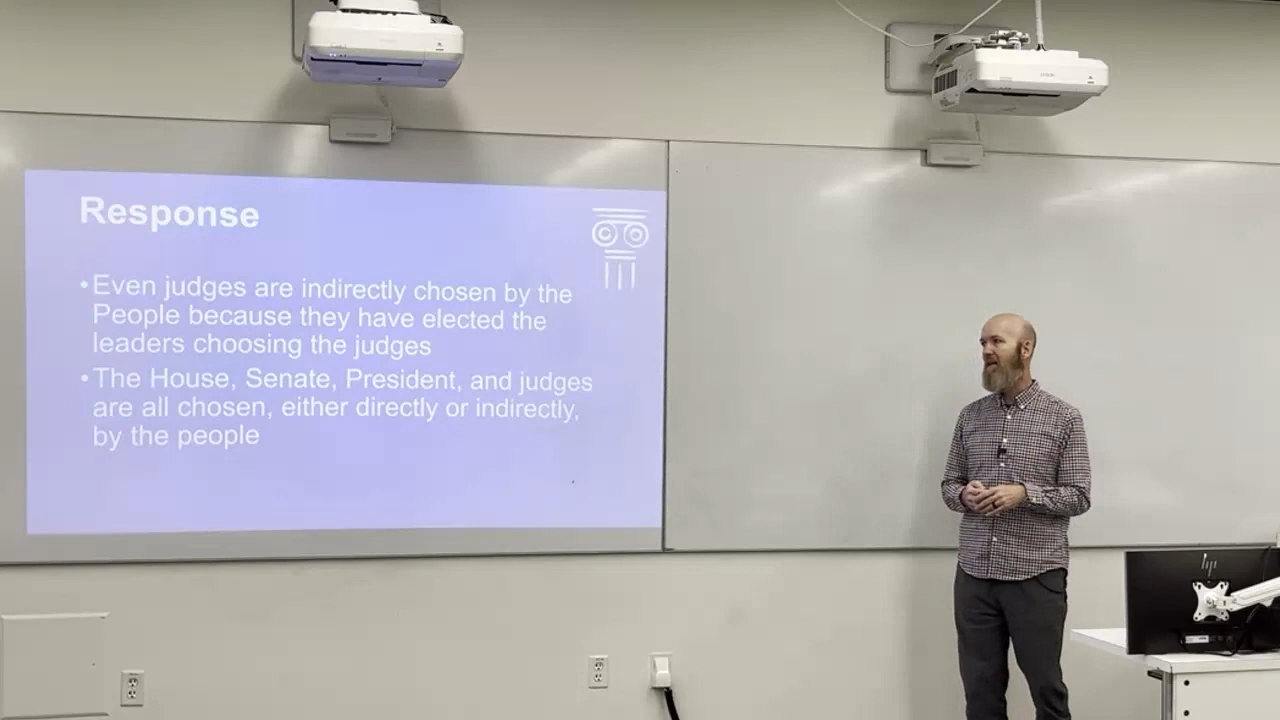 Response
•Even judges are indirectly chosen by the
People because they have elected the
leaders choosing the judges
•The House, Senate, President, and judges
are all chosen, either directly or indirectly,
by the people
hp